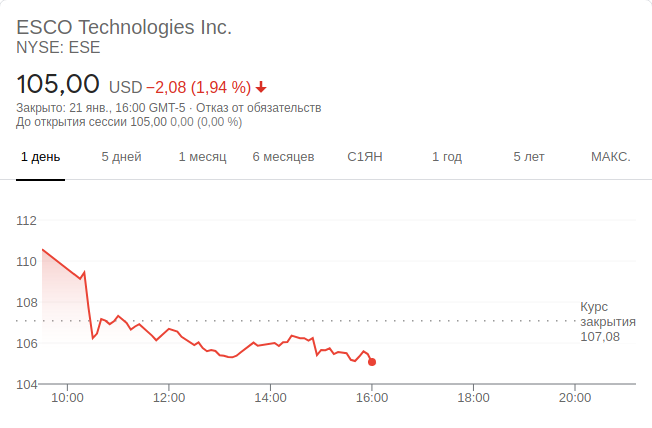 ESCO Technologies Inc.
NYSE: ESE
105,00 USD −2,08 (1,94 %)
Закрыто: 21 янв., 16:00 GMT-5 · Отказ от обязательств
До открытия сессии 105,00 0,00 (0,00 %)
1 день 5 дней 1 месяц 6 месяцев С1ЯН 1 год 5 лет МАКС.
112
110
108
Курс
закрытия
107,08
106
104
10:00 12:00 14:00 16:00 18:00 20:00